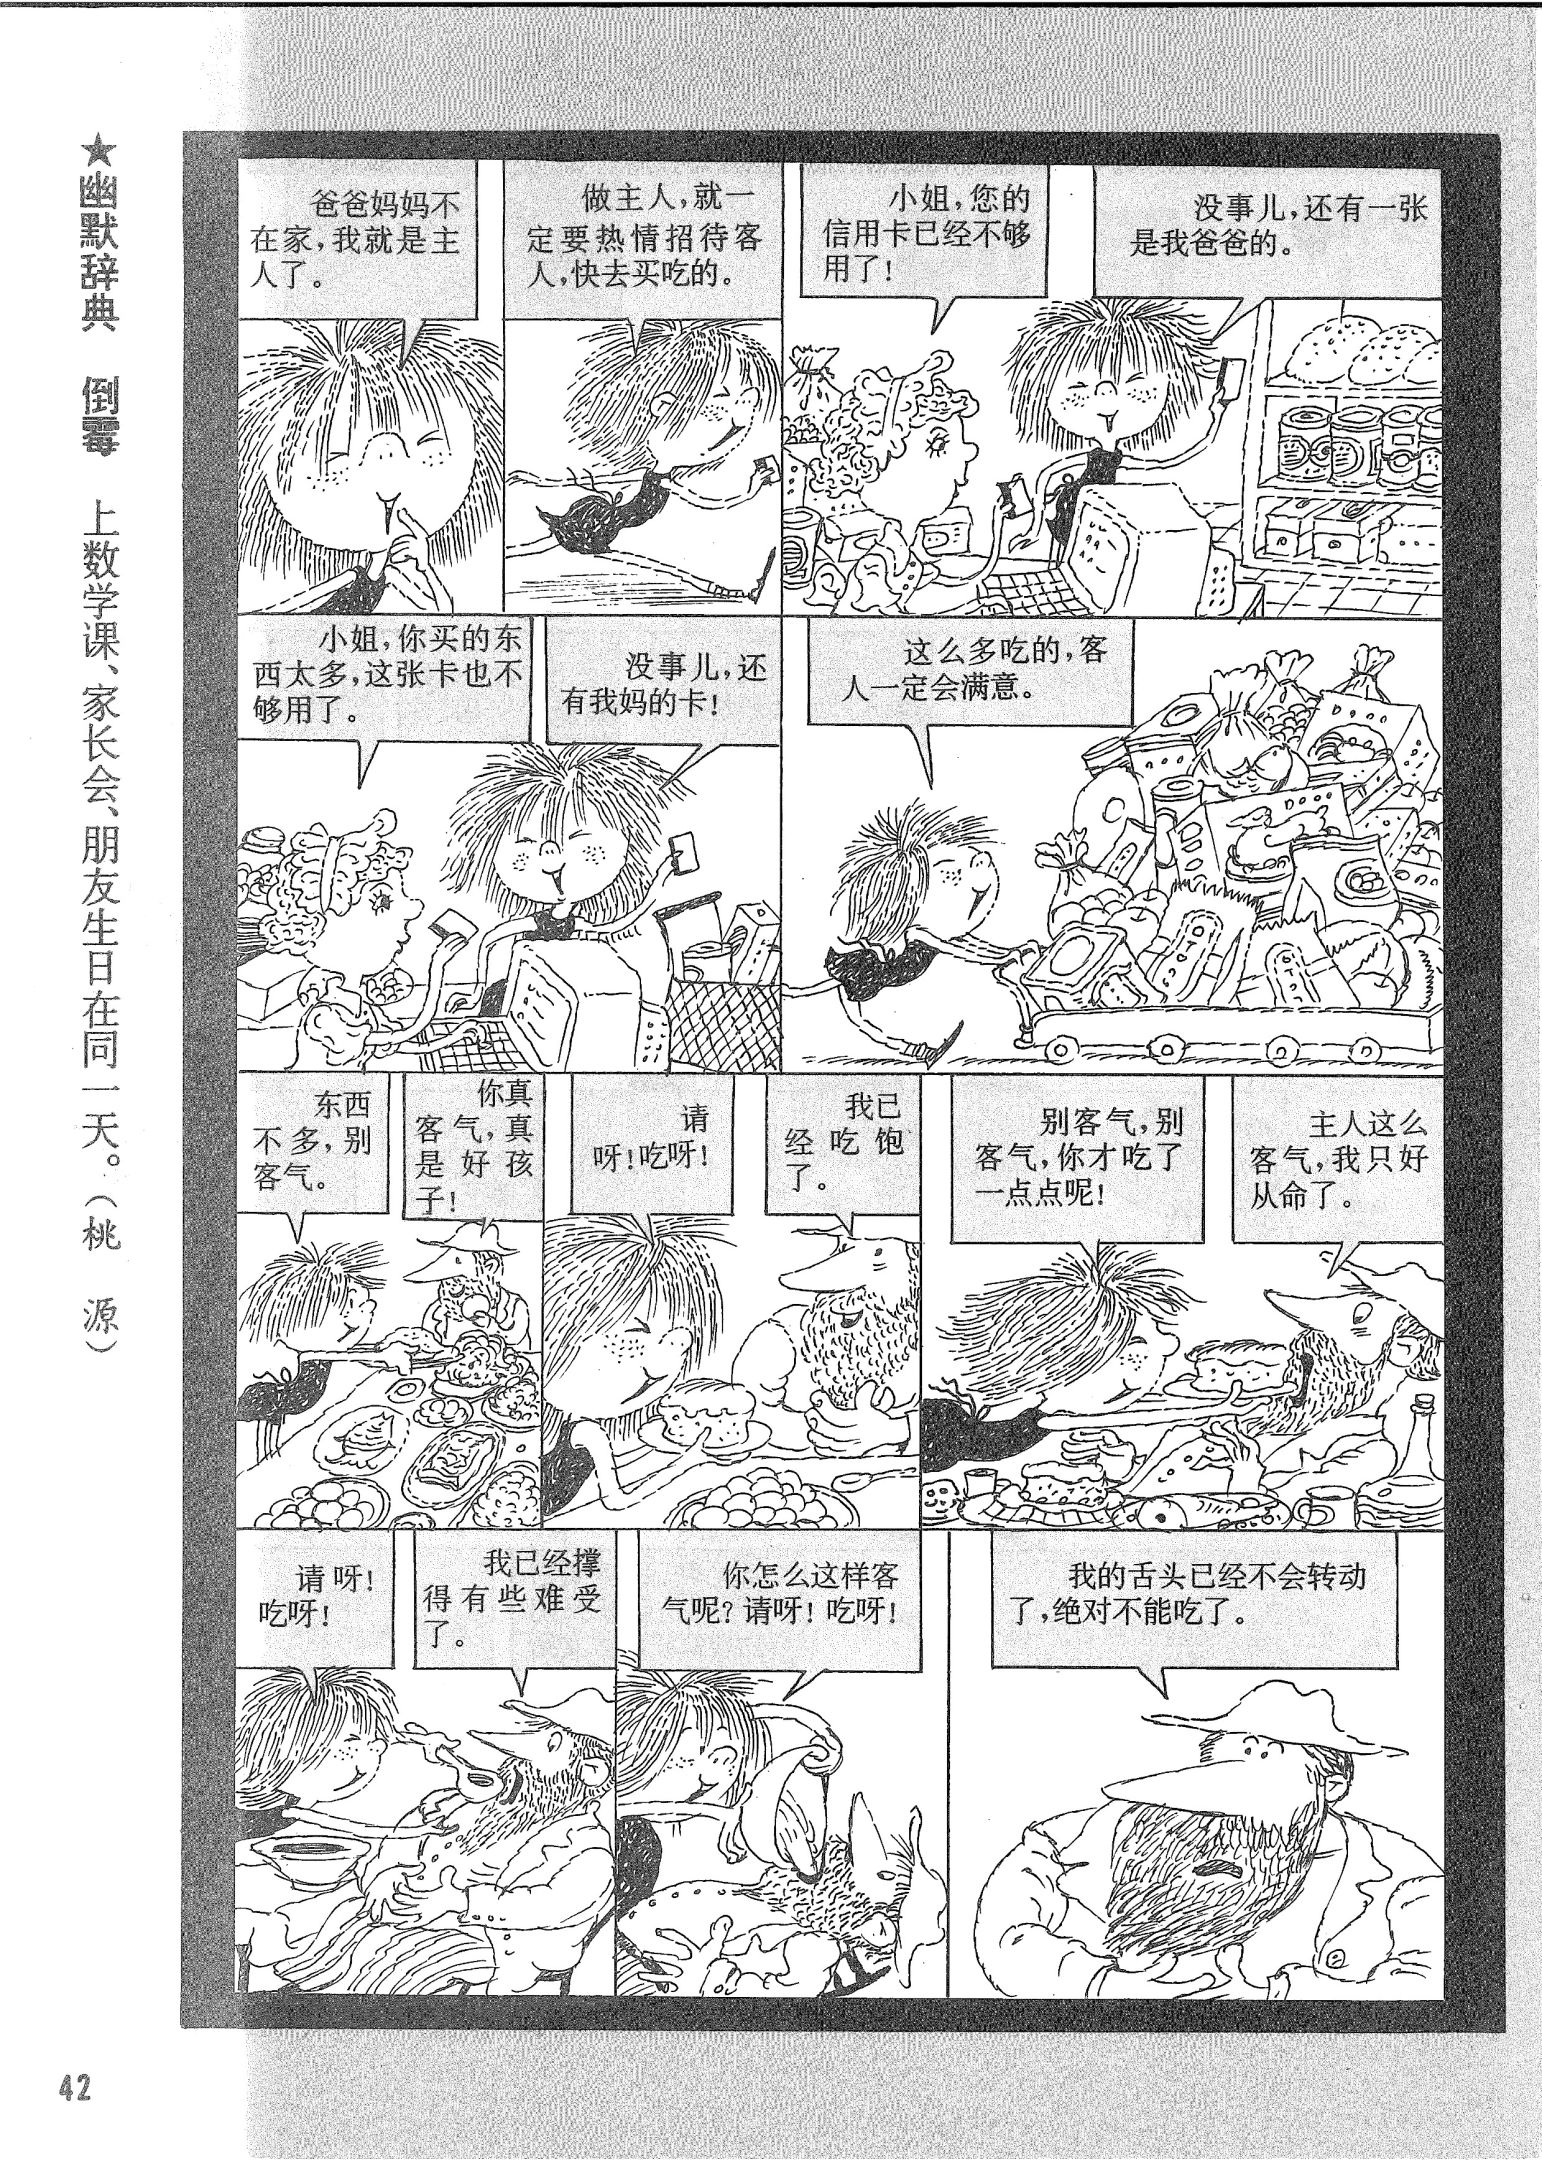 ★幽默辞典 倒霉 上数学课、家长会、朋友生日在同一天。(桃 源)
爸爸妈妈不
在家，我就是主
人了。
做主人，就一
定要热情招待客
人，快去买吃的。
小姐，您的
信用卡已经不够
用了！
没事儿，还有一张
是我爸爸的。
小姐，你买的东
西太多，这张卡也不
够用了。
没事儿，还
有我妈的卡！
这么多吃的，客
人一定会满意。
东西
不多，别
客气。
你真
客气，真
是好孩
子！
请
呀！吃呀！
我已
经吃饱
了。
别客气，别
客气，你才吃了
一点点呢！
主人这么
客气，我只好
从命了。
请呀！
吃呀！
我已经撑
得有些难受
了。
你怎么这样客
气呢？请呀！吃呀！
我的舌头已经不会转动
了，绝对不能吃了。
42